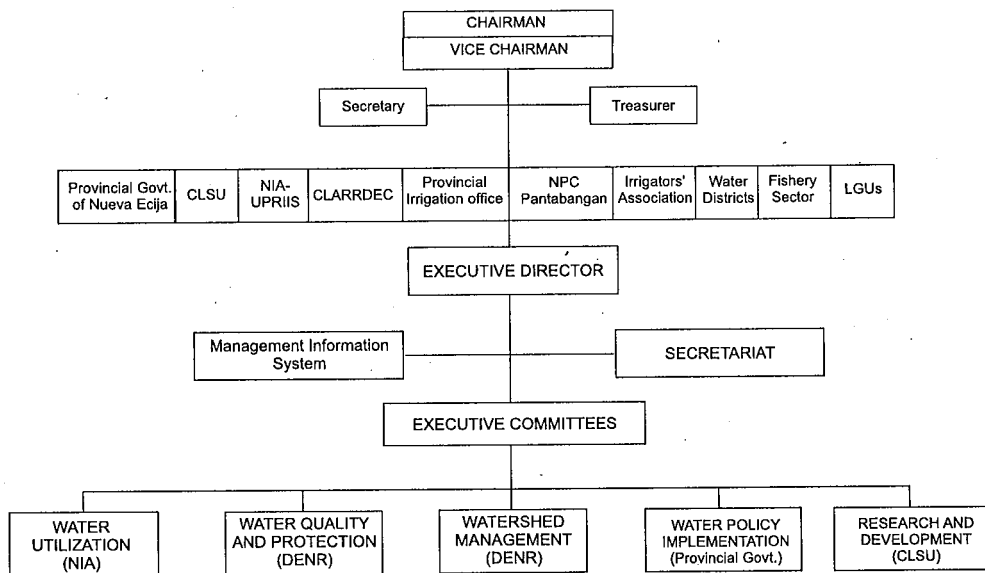 CHAIRMAN
VICE CHAIRMAN
Secretary
Treasurer
Provincial Govt.
of Nueva Ecija
CLSU
NIA-
UPRIIS
CLARRDEC
Provincial
Irrigation office
NPC
Pantabangan
Irrigators'
Association
Water
Districts
Fishery
Sector
LGUs
EXECUTIVE DIRECTOR
Management Information
System
SECRETARIAT
EXECUTIVE COMMITTEES
WATER
UTILIZATION
(NIA)
WATER QUALITY
AND PROTECTION
(DENR)
WATERSHED
MANAGEMENT
(DENR)
WATER POLICY
IMPLEMENTATION
(Provincial Govt.)
RESEARCH AND
DEVELOPMENT
(CLSU)